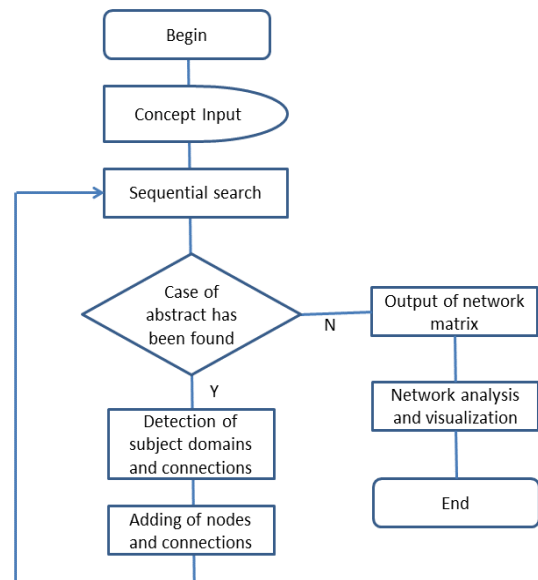 Begin
Concept Input
Sequential search
Case of
abstract has
been found
N
Output of network
matrix
Y
Network analysis
and visualization
Detection of
subject domains
and connections
End
Adding of nodes
and connections